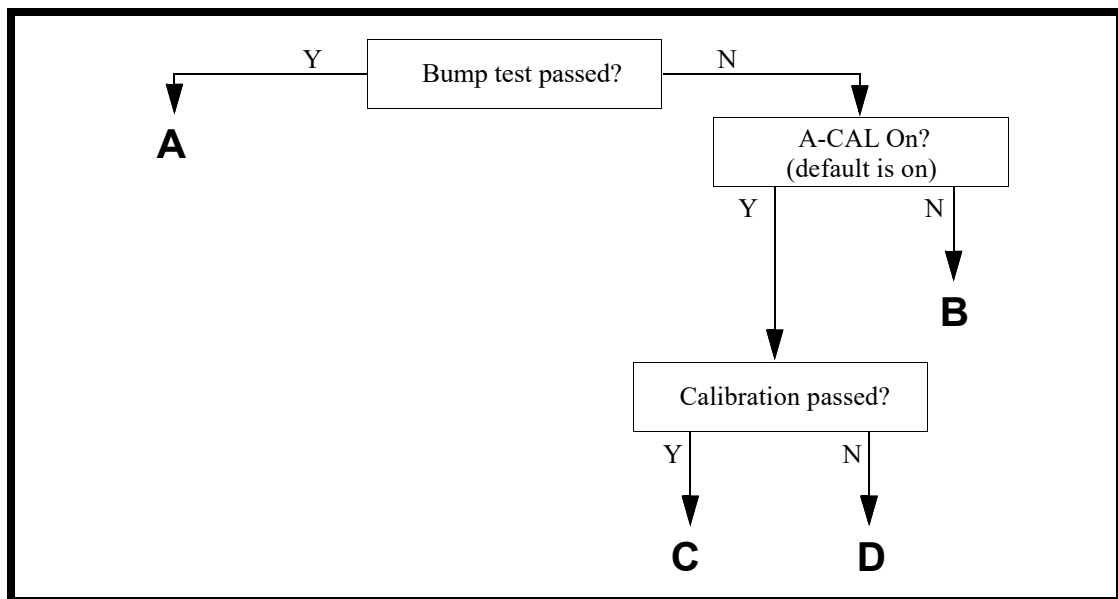 Y
Bump test passed?
N
A
A-CAL On?
(default is on)
Y
N
B
Calibration passed?
Y
N
C
D